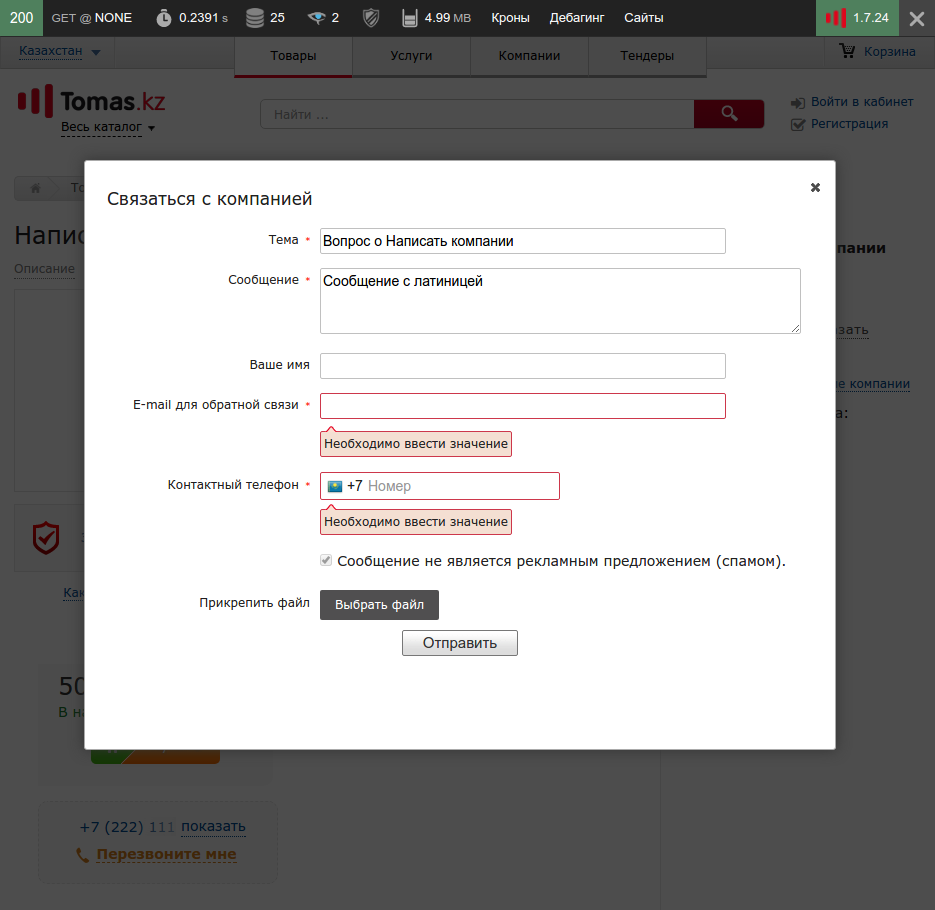 200 GET @ NONE 0.2391 s 25 2 4.99 MB Кроны Дебагинг Сайты 1.7.24
Казахстан Товары Услуги Компании Тендеры Корзина
Tomas.kz
Весь каталог
Найти ...
Войти в кабинет
Регистрация
Связаться с компанией
Тема * Вопрос о Написать компании
Сообщение * Сообщение с латиницей
Ваше имя
E-mail для обратной связи *
Необходимо ввести значение
Контактный телефон * +7 Номер
Необходимо ввести значение
Сообщение не является рекламным предложением (спамом).
Прикрепить файл Выбрать файл
Отправить
Описание
+7 (222) 111 показать
Перезвоните мне